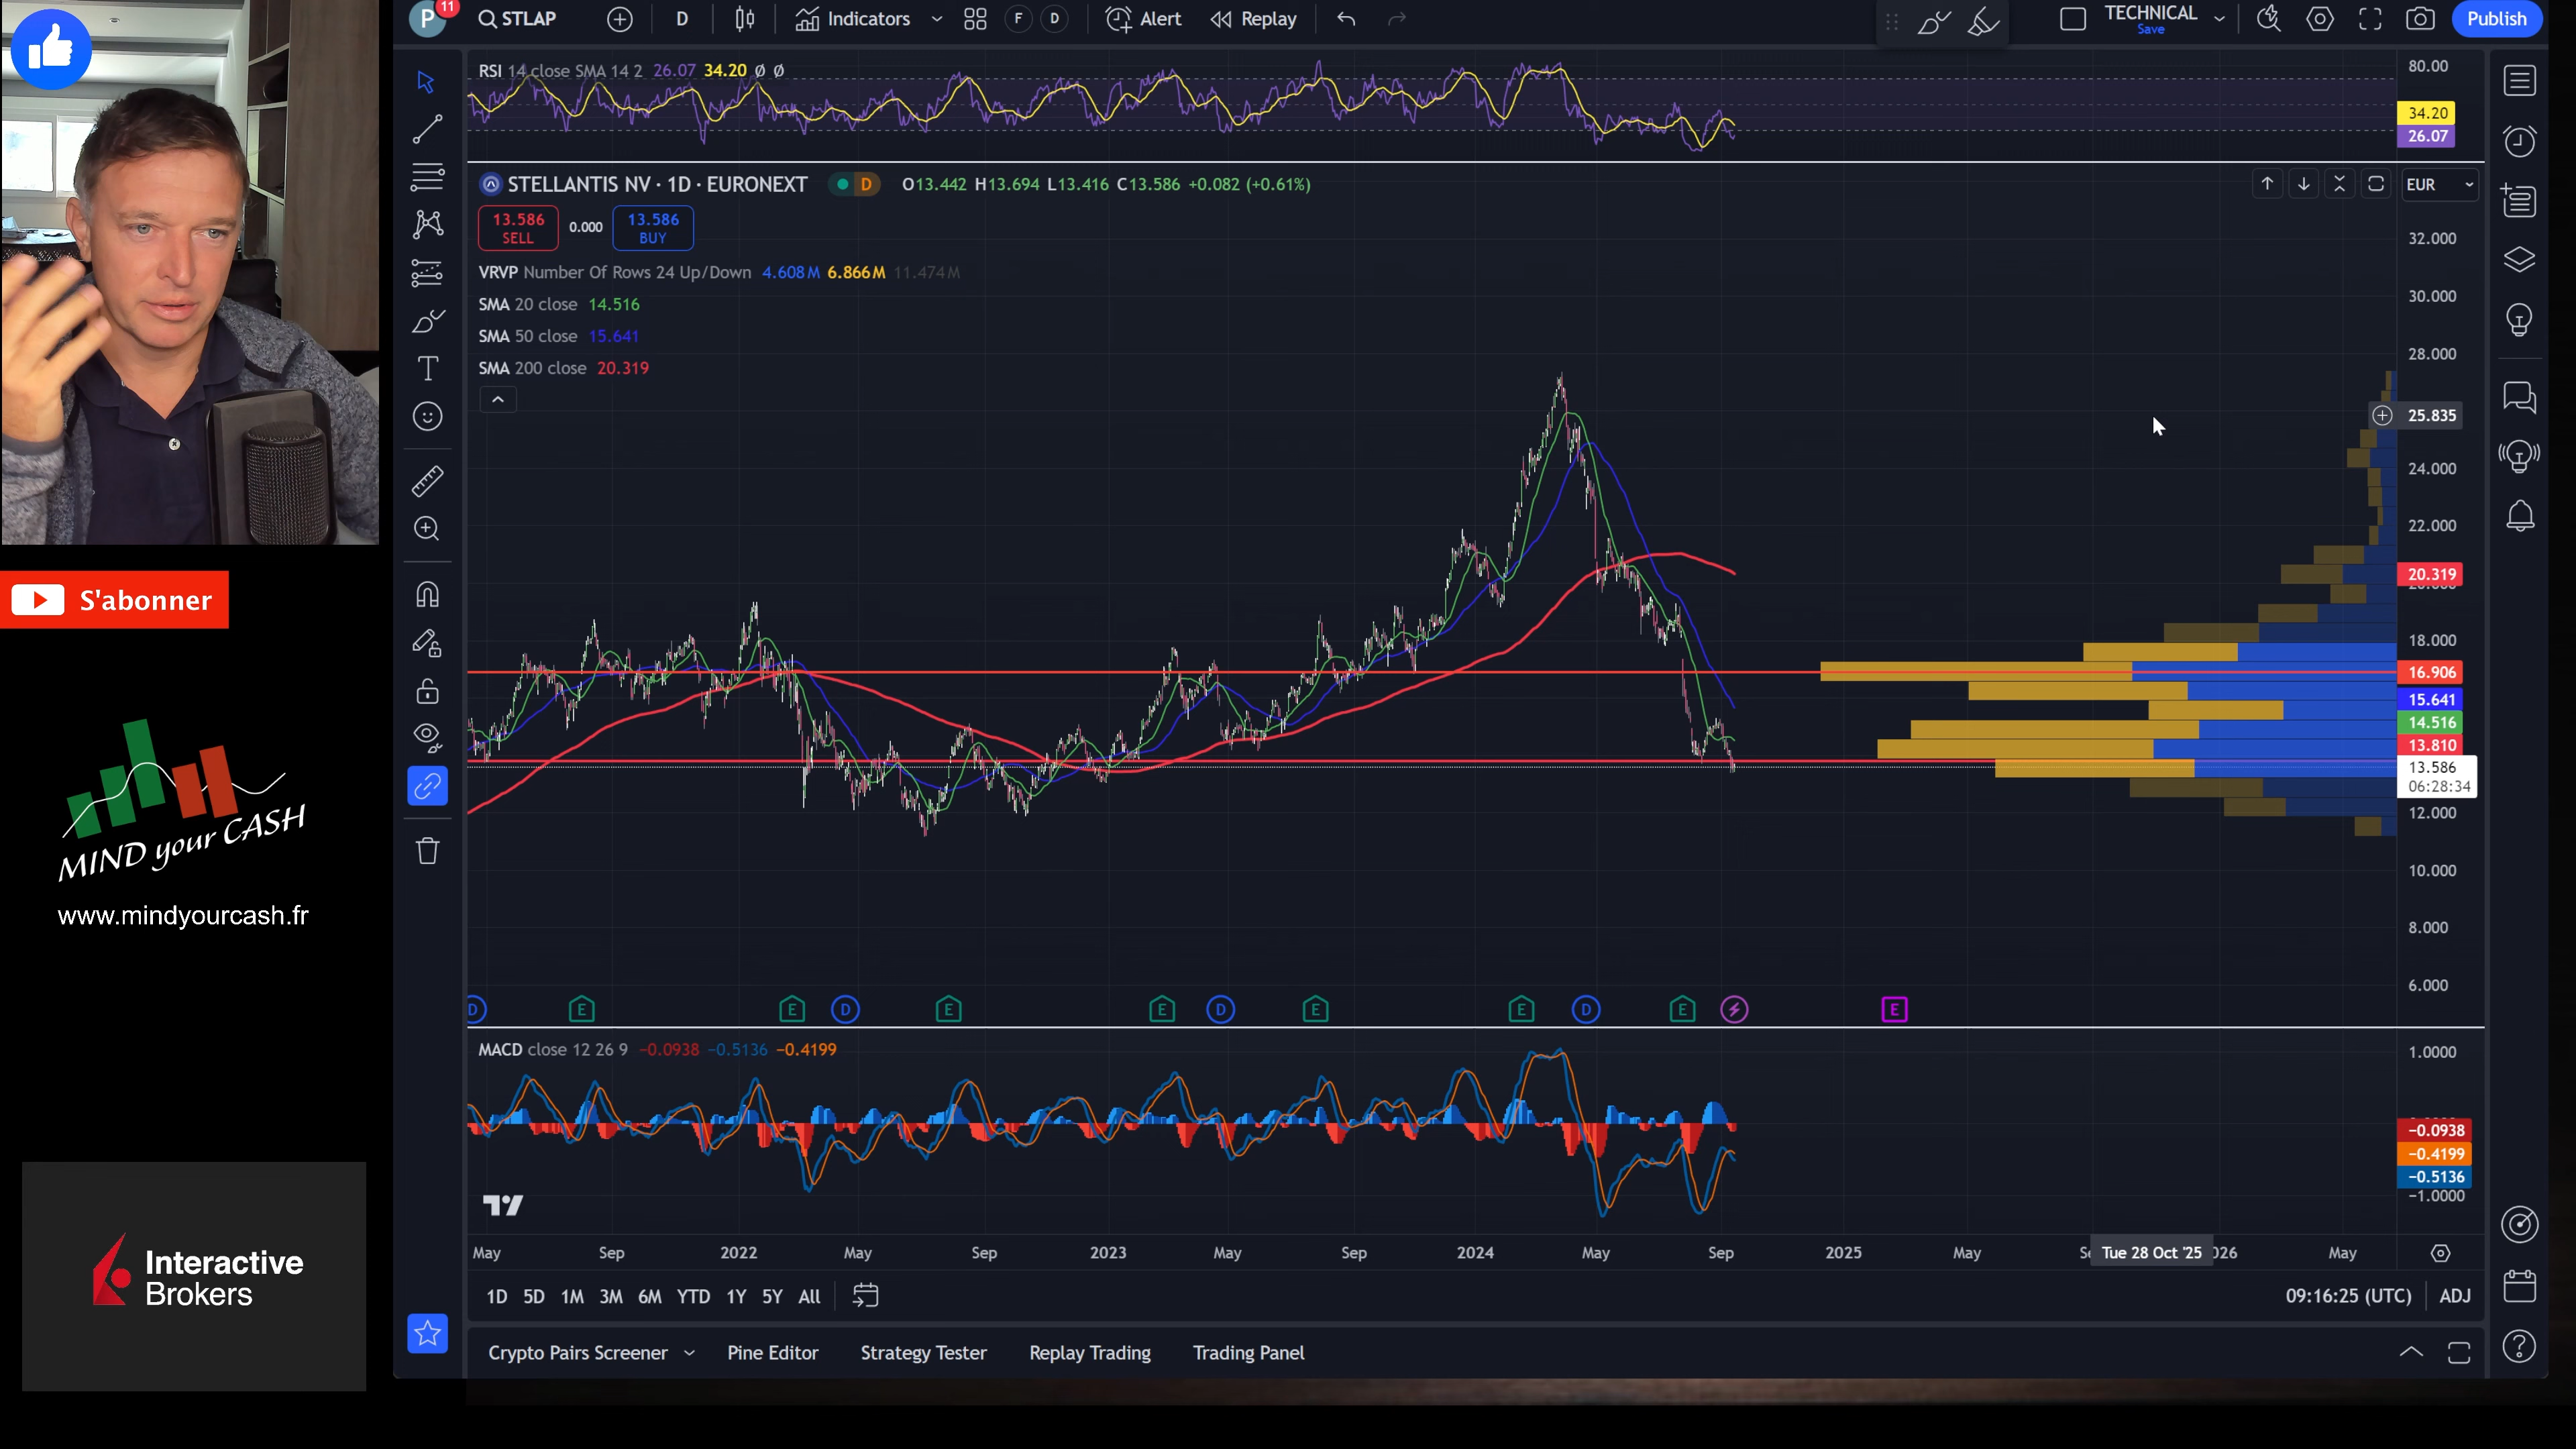 P
11
STLAP
D
Indicators
F
D
Alert
Replay
TECHNICAL
Save
Publish
RSI 14 close SMA 14 2 26.07 34.20 Ø Ø
80.00
34.20
26.07
STELLANTIS NV · 1D · EURONEXT
D
O13.442 H13.694 L13.416 C13.586 +0.082 (+0.61%)
EUR
13.586
SELL
0.000
13.586
BUY
VRVP Number Of Rows 24 Up/Down 4.608M 6.866M 11.474M
SMA 20 close 14.516
SMA 50 close 15.641
SMA 200 close 20.319
32.000
30.000
28.000
25.835
24.000
22.000
20.319
18.000
16.906
15.641
14.516
13.810
13.586
06:28:34
12.000
10.000
8.000
6.000
S'abonner
MIND your CASH
www.mindyourcash.fr
Interactive
Brokers
D E E D E E D E E D E E
MACD close 12 26 9 −0.0938 −0.5136 −0.4199
1.0000
−0.0938
−0.4199
−0.5136
−1.0000
May Sep 2022 May Sep 2023 May Sep 2024 May Sep 2025 May Tue 28 Oct '25 May
1D 5D 1M 3M 6M YTD 1Y 5Y All
09:16:25 (UTC) ADJ
Crypto Pairs Screener Pine Editor Strategy Tester Replay Trading Trading Panel